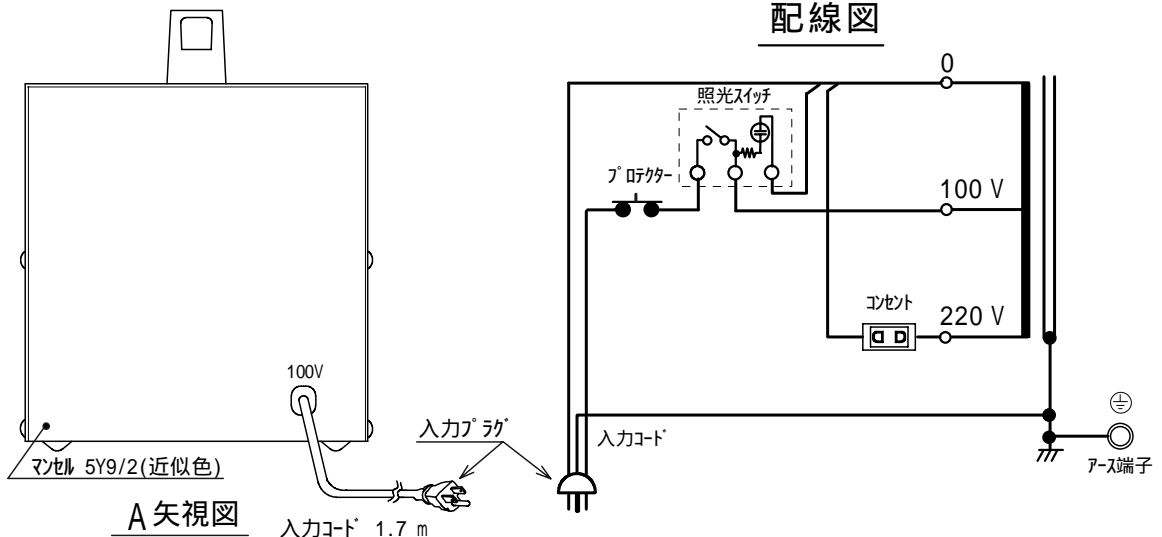 配線図
0
照光スイッチ
プロテクター
100 V
コンセント
220 V
100V
入力プラグ
入力コード
アース端子
マンセル 5Y9/2(近似色)
A矢視図
入力コード 1.7 m